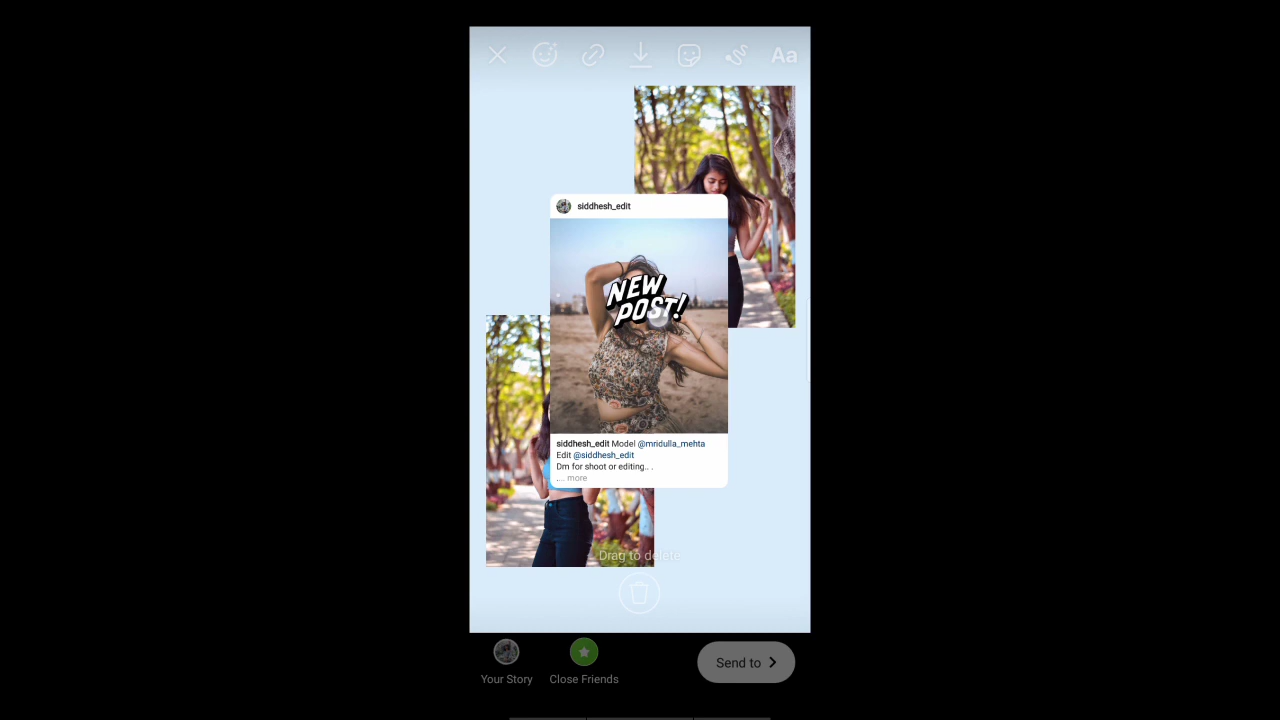 Aa
siddhesh_edit
NEW
POST!
siddhesh_edit Model @mridulla_mehta
Edit @siddhesh_edit
Dm for shoot or editing.. .
.... more
Drag to delete
Your Story
Close Friends
Send to